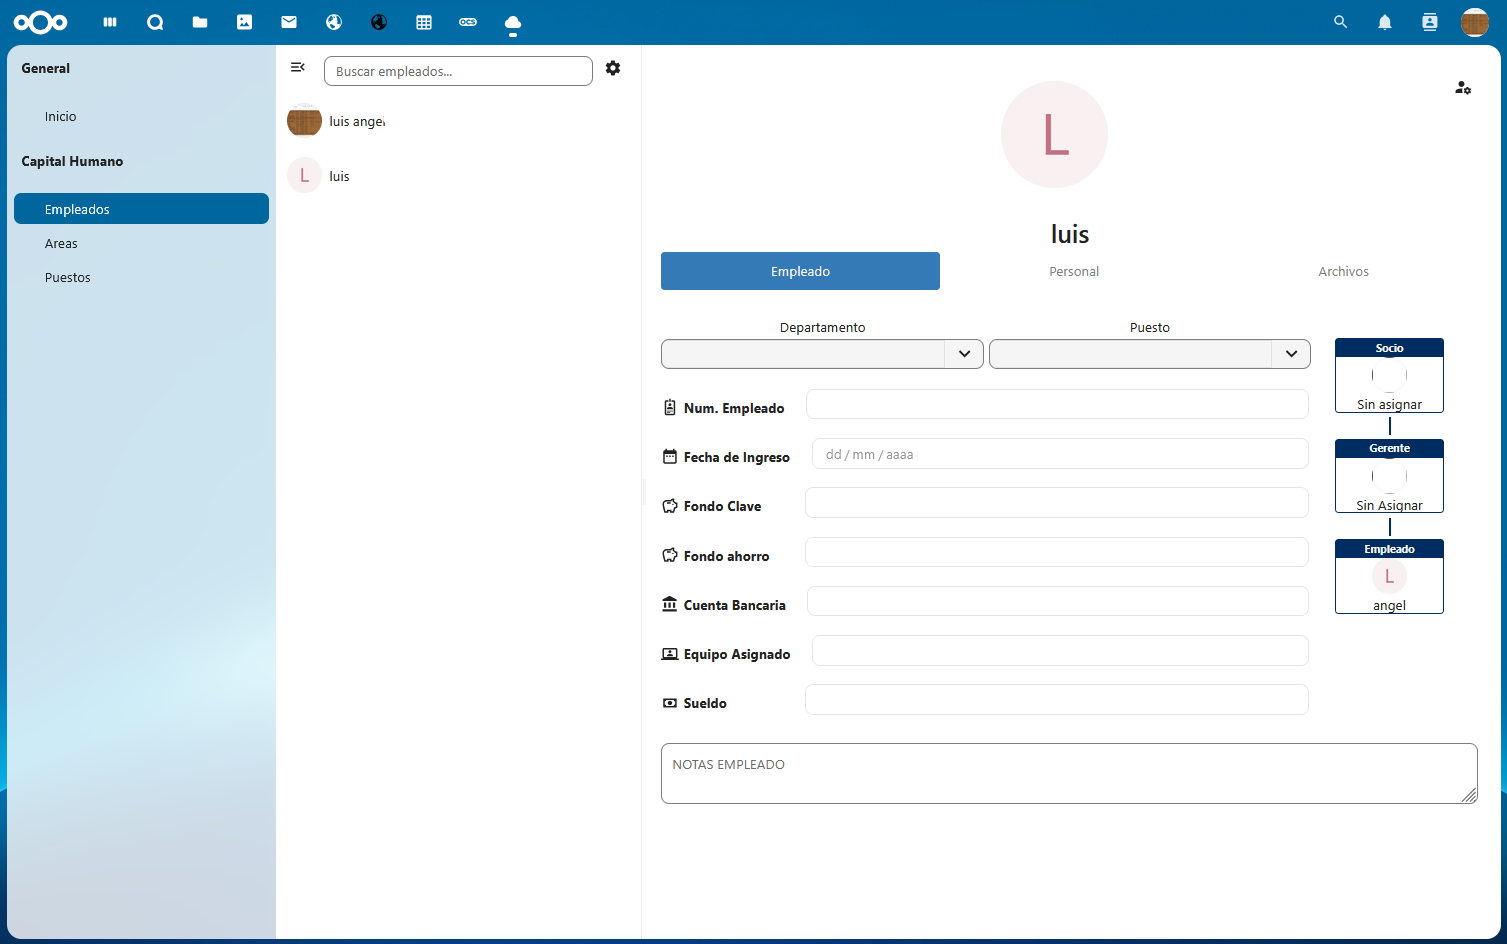 OCS
General
Inicio
Capital Humano
Empleados
Areas
Puestos
Buscar empleados...
luis angel
L luis
L
luis
Empleado Personal Archivos
Departamento Puesto
Num. Empleado
Fecha de Ingreso dd / mm / aaaa
Fondo Clave
Fondo ahorro
Cuenta Bancaria
Equipo Asignado
Sueldo
NOTAS EMPLEADO
Socio
Sin asignar
Gerente
Sin Asignar
Empleado
L
angel